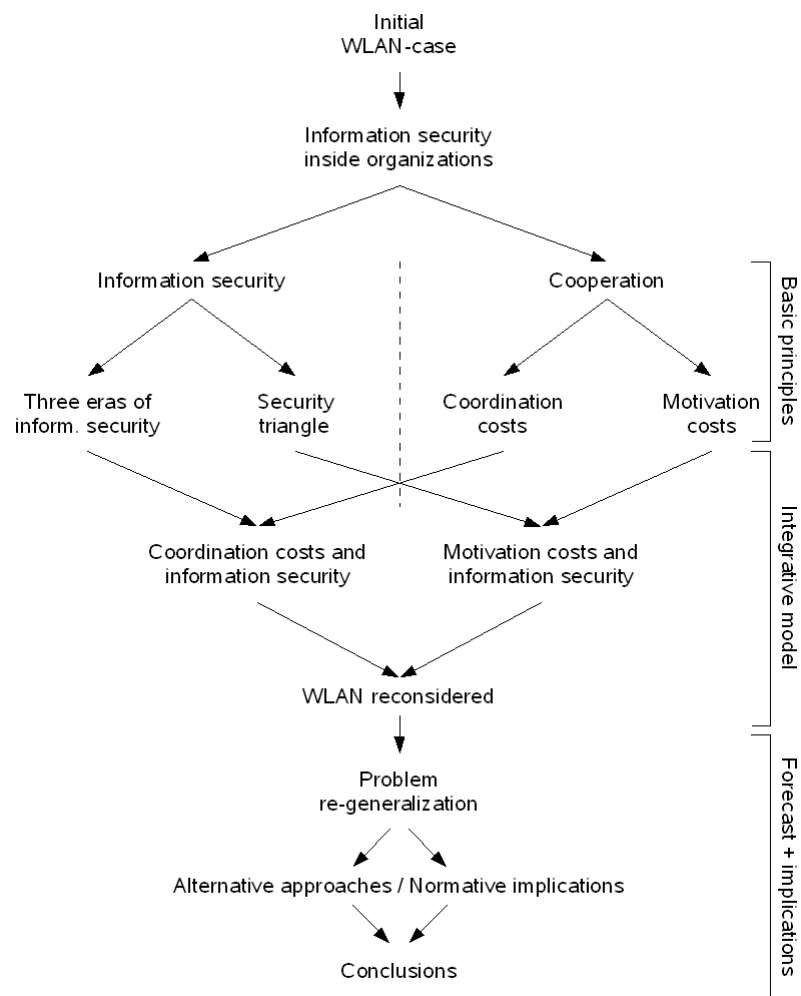 Initial
WLAN-case
Information security
inside organizations
Information security
Cooperation
Basic principles
Three eras of
inform. security
Security
triangle
Coordination
costs
Motivation
costs
Integrative model
Coordination costs and
information security
Motivation costs and
information security
WLAN reconsidered
Forecast + implications
Problem
re-generalization
Alternative approaches / Normative implications
Conclusions